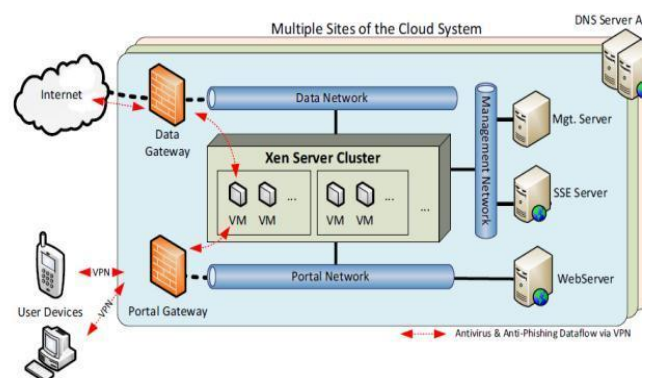 Multiple Sites of the Cloud System
DNS Server A
Internet
Data Network
Data
Gateway
Management Network
Mgt. Server
Xen Server Cluster
VM VM ...
VM VM ...
...
SSE Server
VPN
User Devices
VPN
Portal Gateway
Portal Network
WebServer
Antivirus & Anti-Phishing Dataflow via VPN